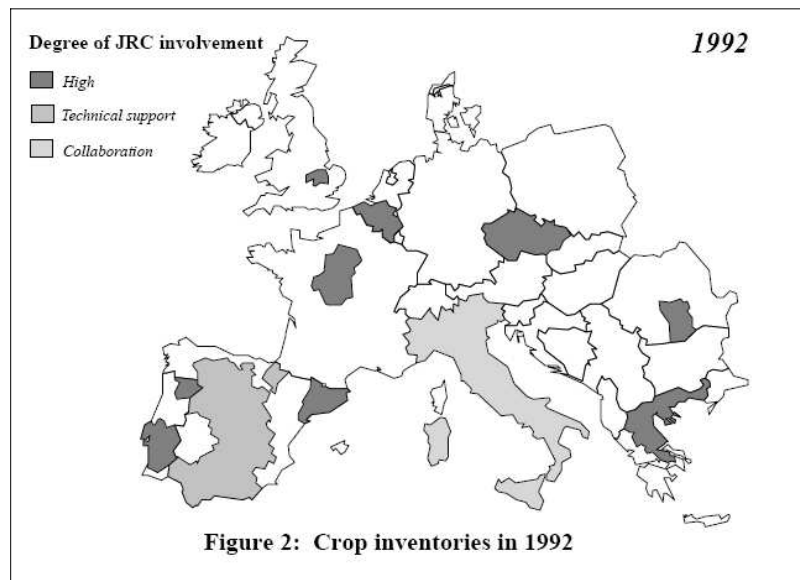 Degree of JRC involvement
1992
High
Technical support
Collaboration
Figure 2: Crop inventories in 1992